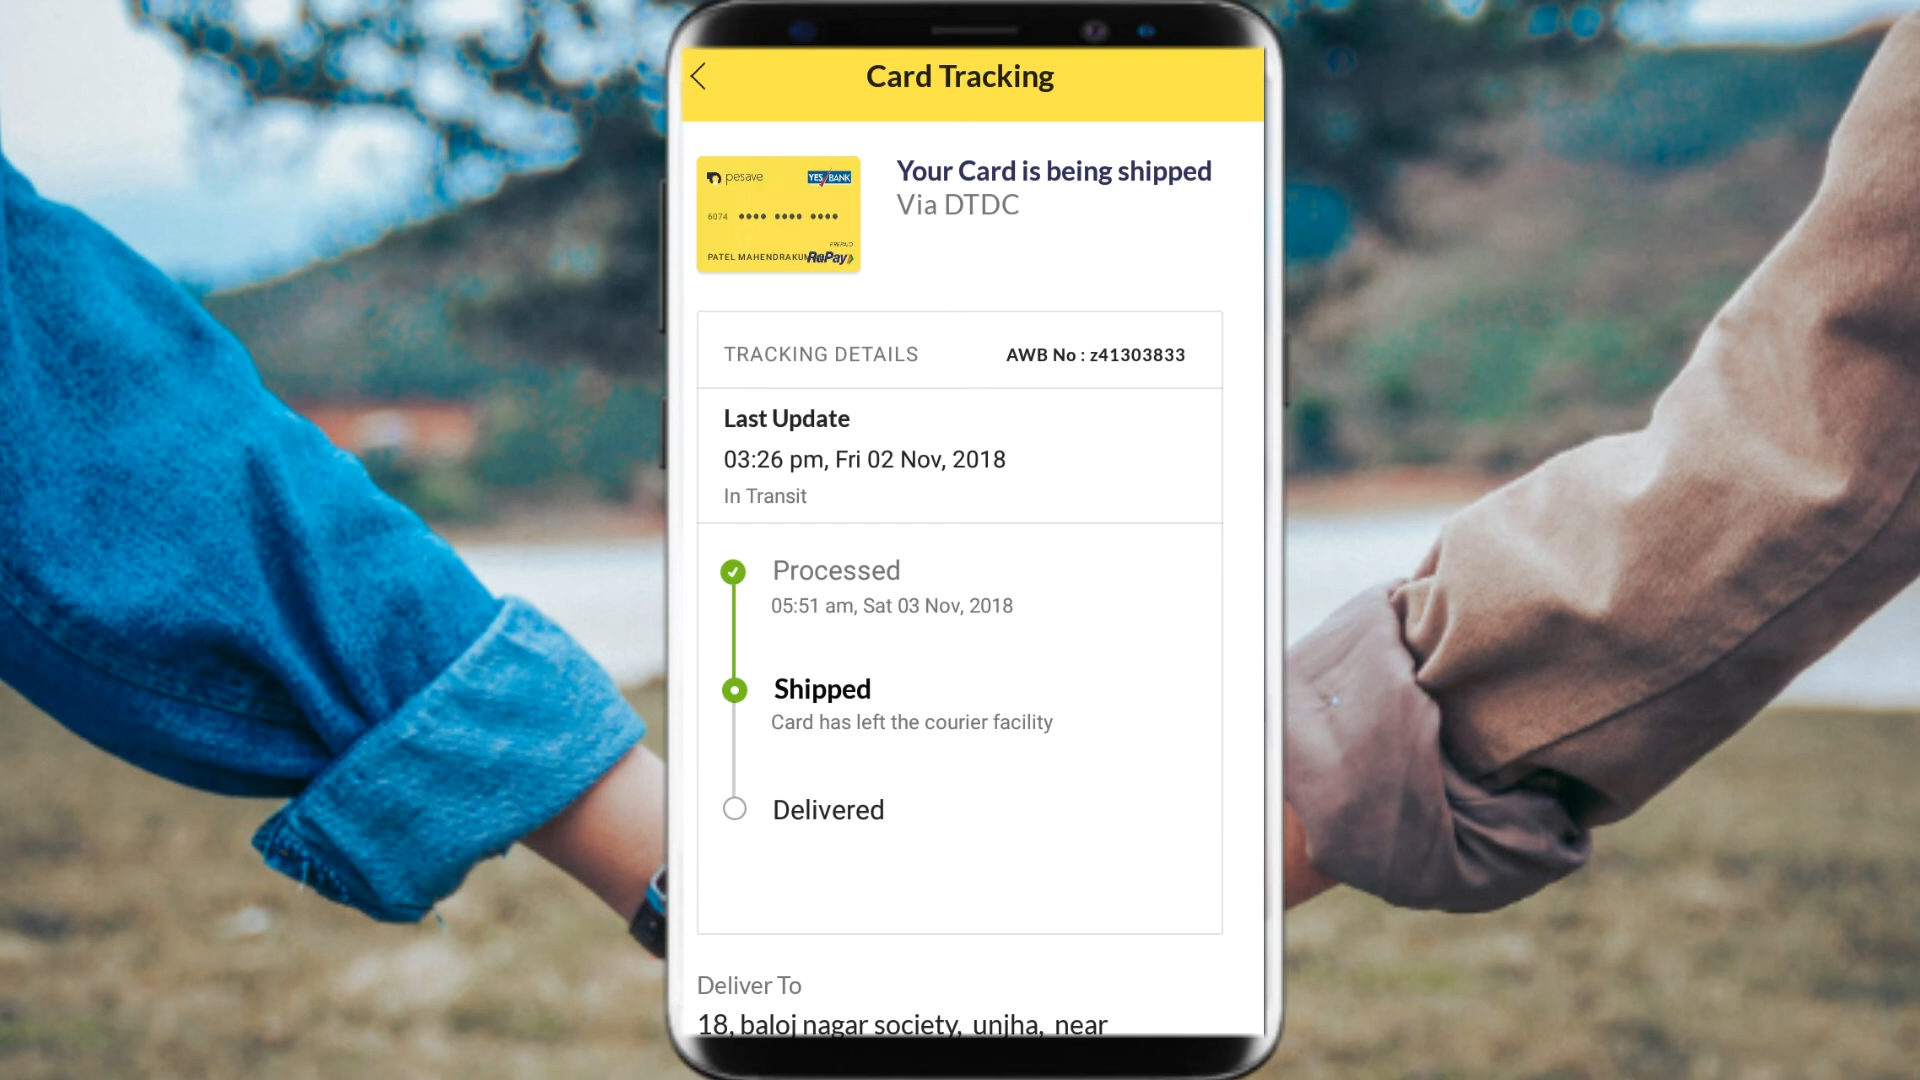 Card Tracking
pesave
YES BANK
6074 •••• •••• ••••
PREPAID
PATEL MAHENDRAKUM
RuPay
Your Card is being shipped
Via DTDC
TRACKING DETAILS
AWB No : z41303833
Last Update
03:26 pm, Fri 02 Nov, 2018
In Transit
Processed
05:51 am, Sat 03 Nov, 2018
Shipped
Card has left the courier facility
Delivered
Deliver To
18, baloj nagar society, unjha, near